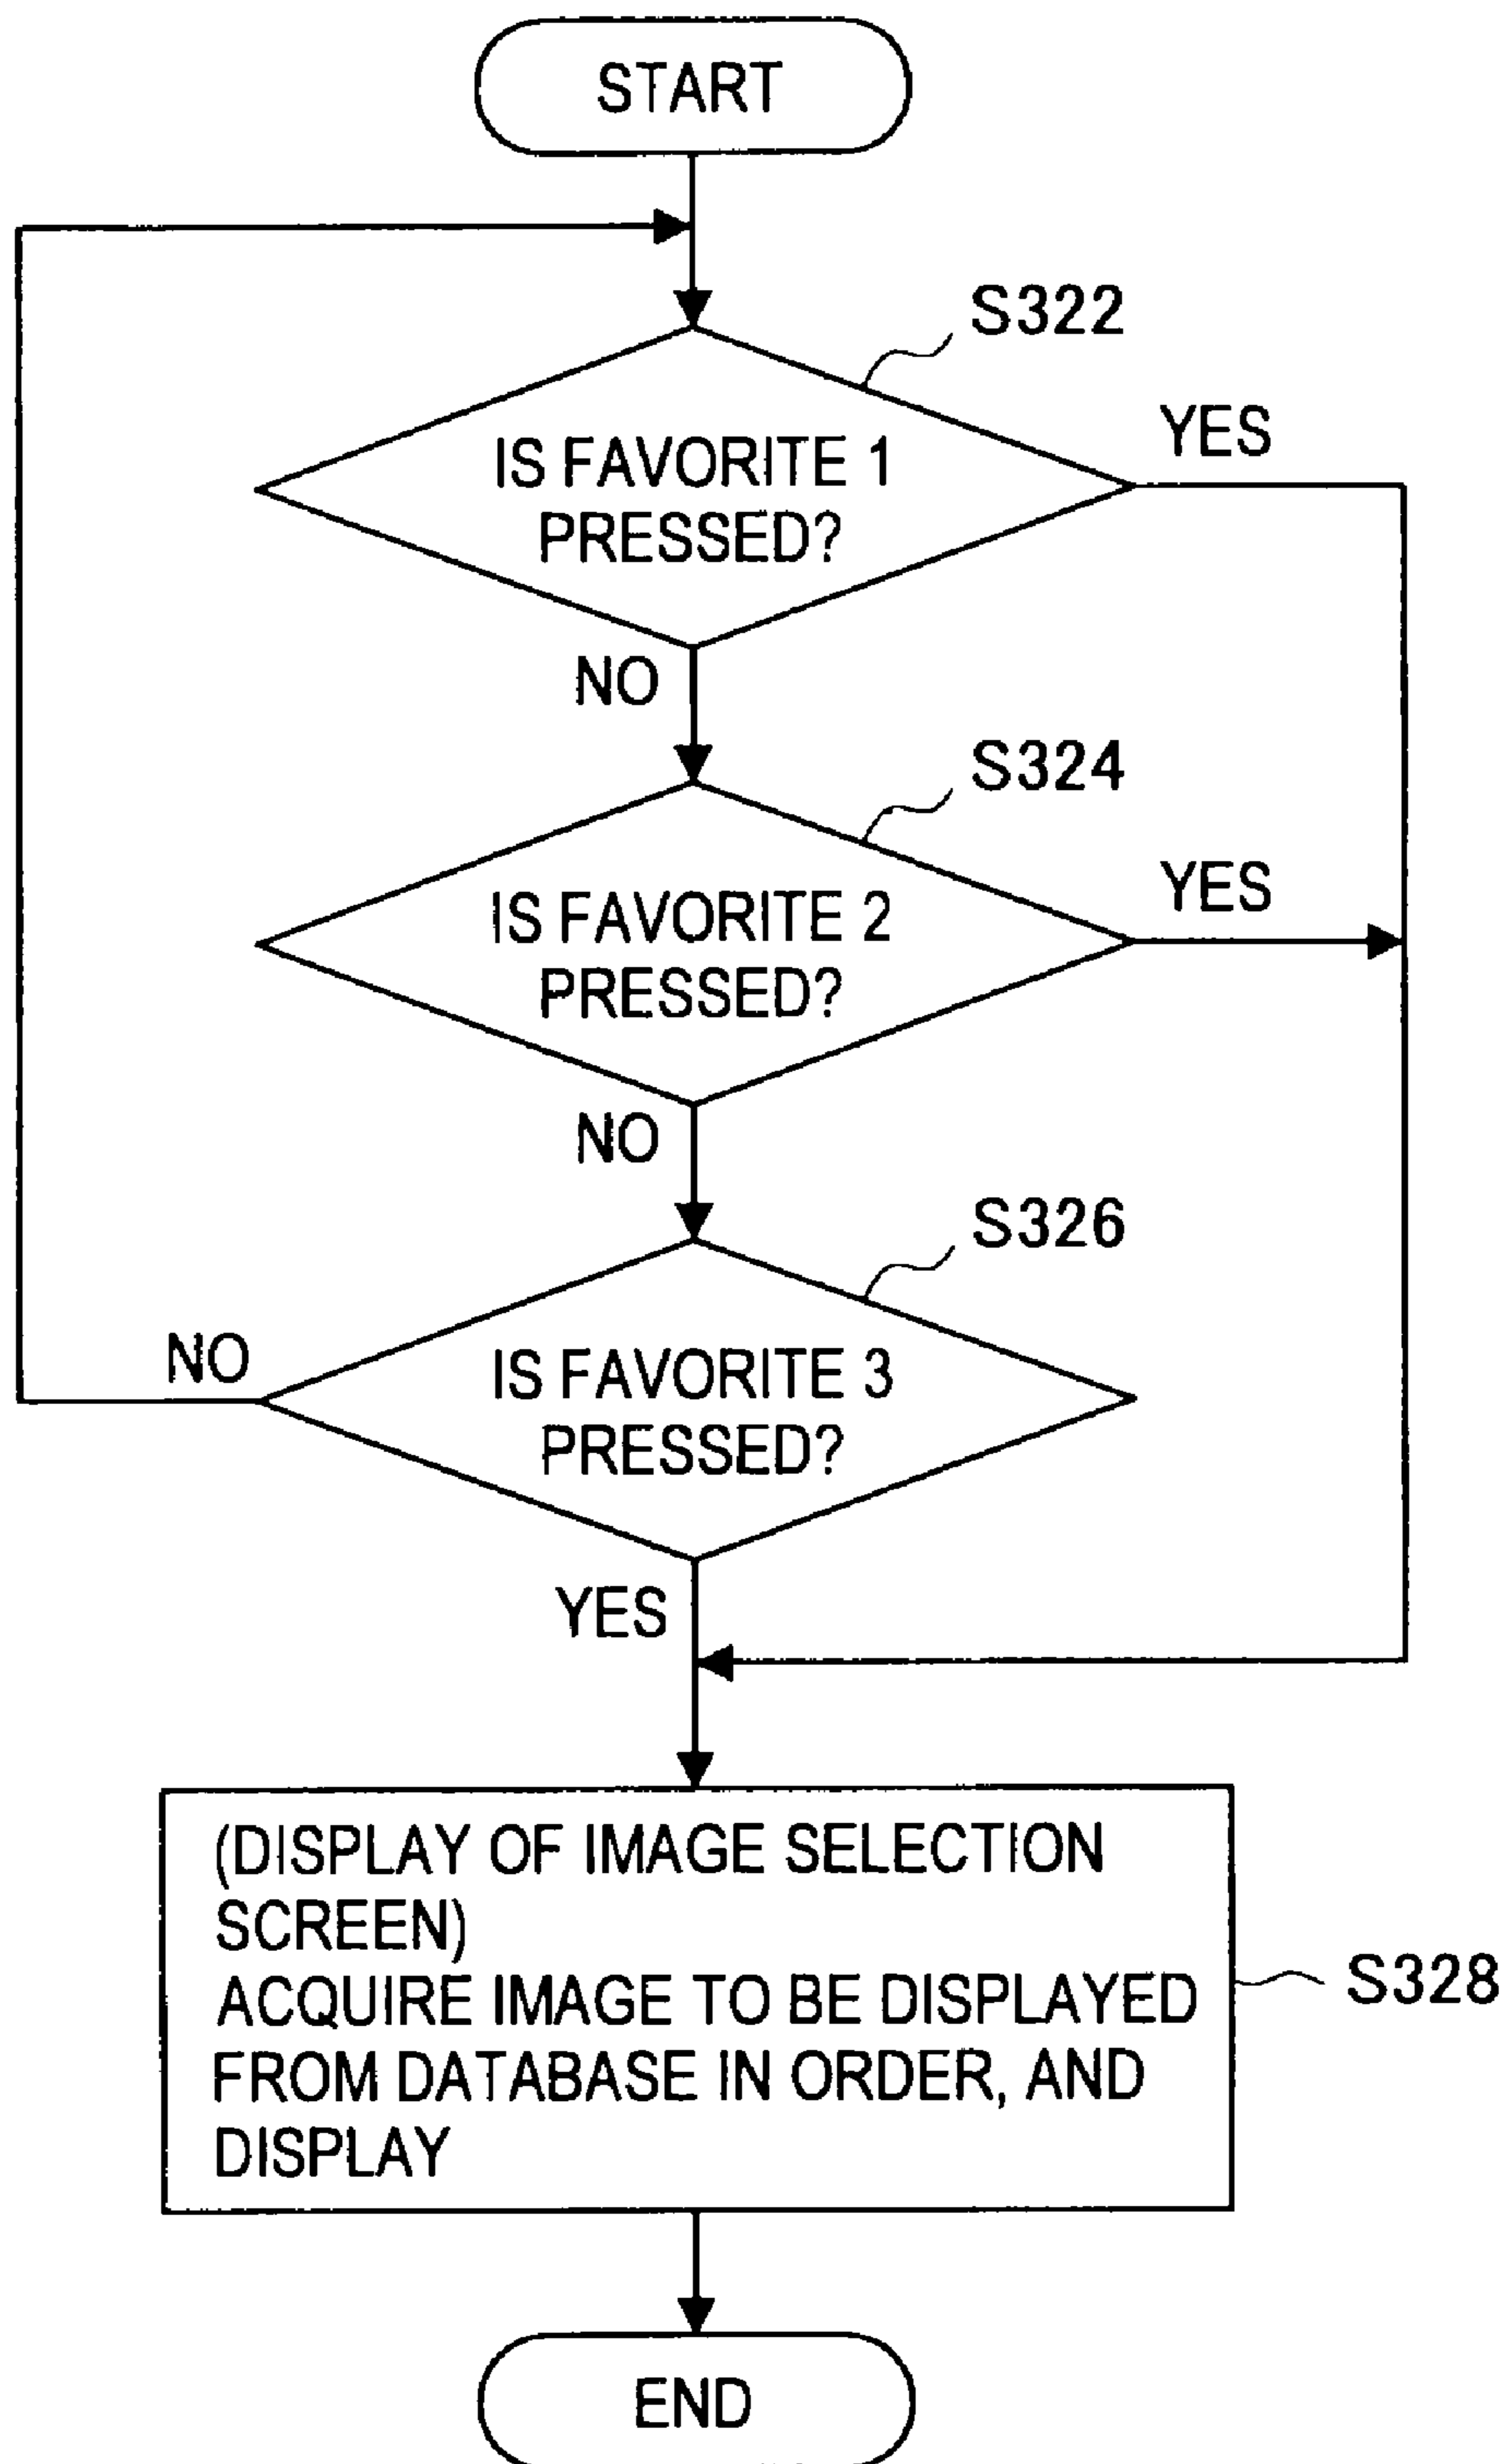 START
S322
YES
IS FAVORITE 1
PRESSED?
NO
S324
YES
IS FAVORITE 2
PRESSED?
NO
S326
NO
IS FAVORITE 3
PRESSED?
YES
(DISPLAY OF IMAGE SELECTION
SCREEN)
ACQUIRE IMAGE TO BE DISPLAYED
FROM DATABASE IN ORDER, AND
DISPLAY
S328
END